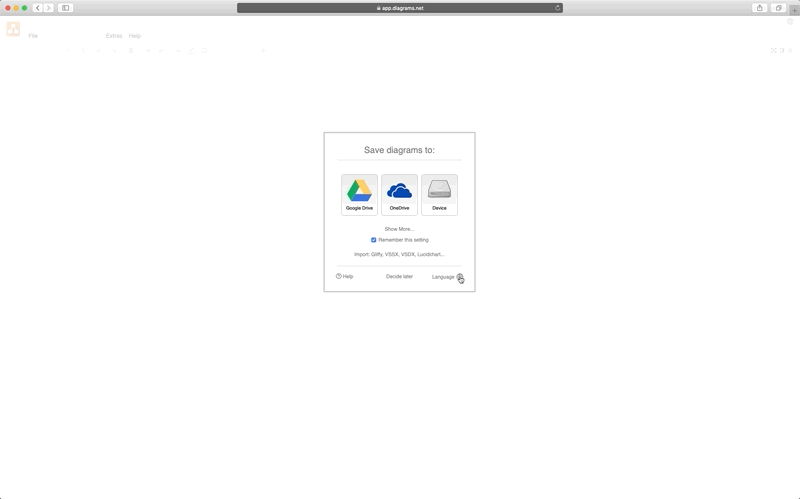 app.diagrams.net
File Extras Help
Save diagrams to:
Google Drive OneDrive Device
Show More...
Remember this setting
Import: Gliffy, VSSX, VSDX, Lucidchart...
Help Decide later Language